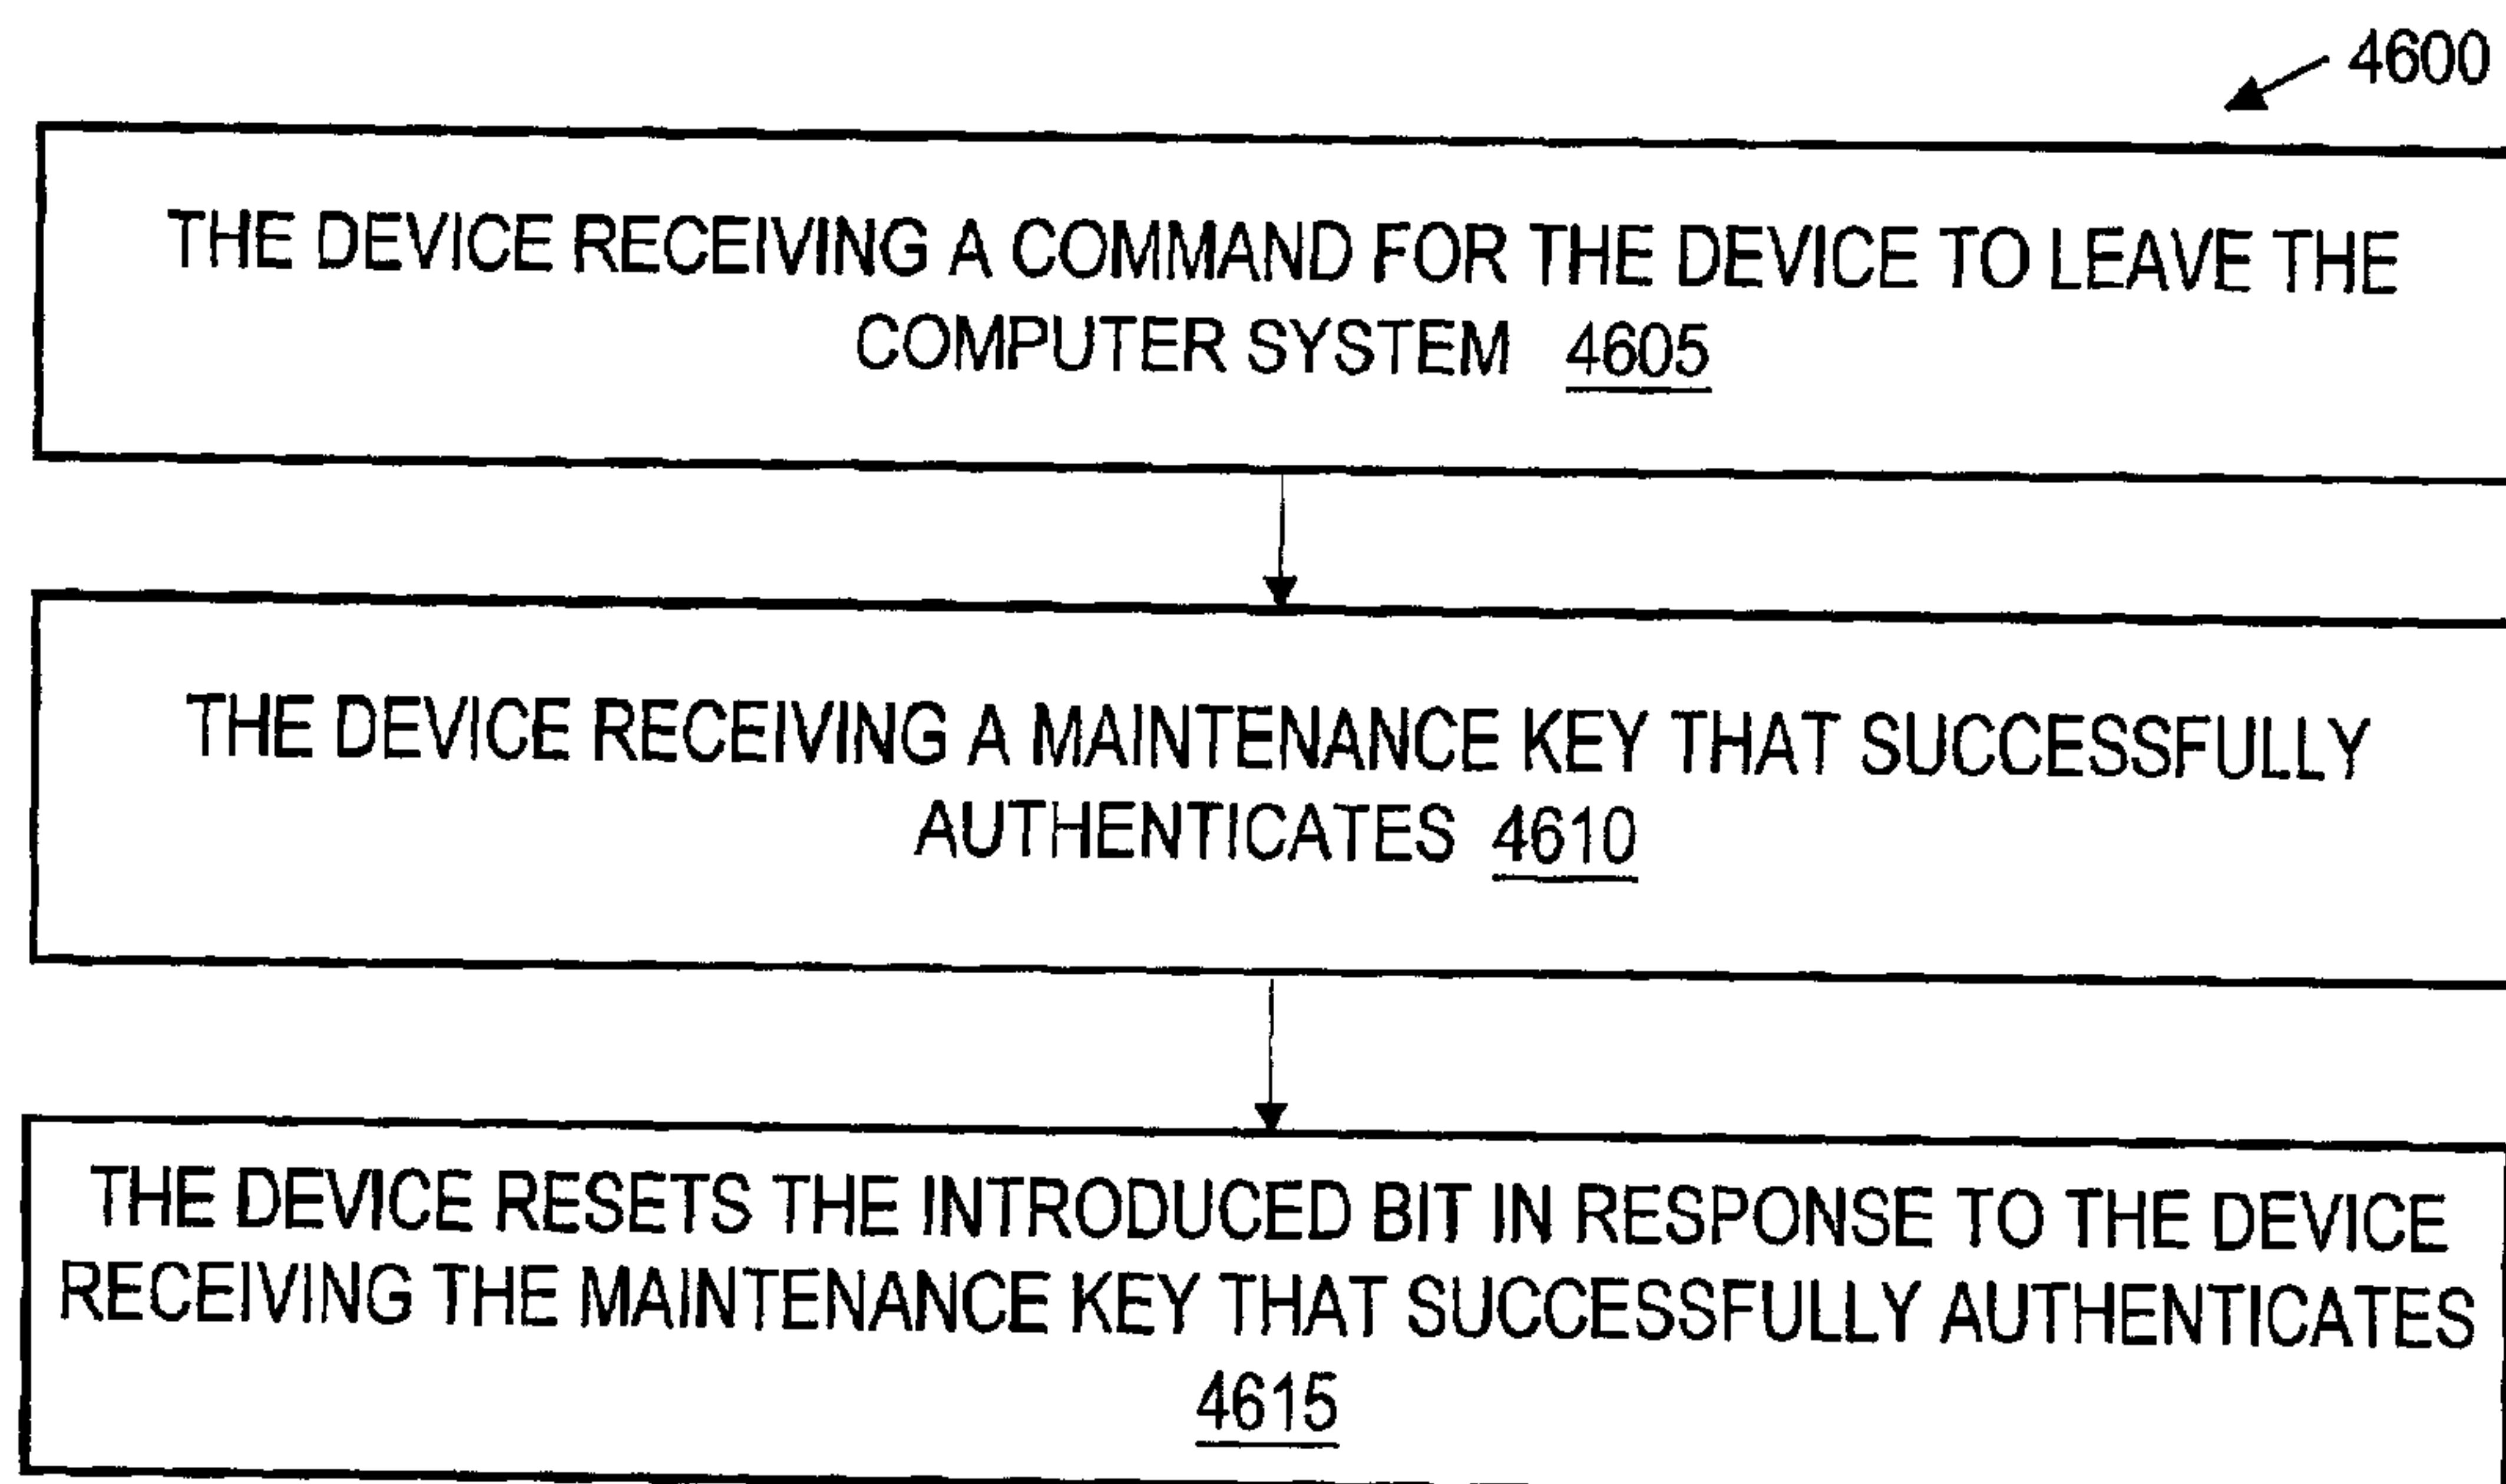 4600
THE DEVICE RECEIVING A COMMAND FOR THE DEVICE TO LEAVE THE
COMPUTER SYSTEM 4605
THE DEVICE RECEIVING A MAINTENANCE KEY THAT SUCCESSFULLY
AUTHENTICATES 4610
THE DEVICE RESETS THE INTRODUCED BIT IN RESPONSE TO THE DEVICE
RECEIVING THE MAINTENANCE KEY THAT SUCCESSFULLY AUTHENTICATES
4615